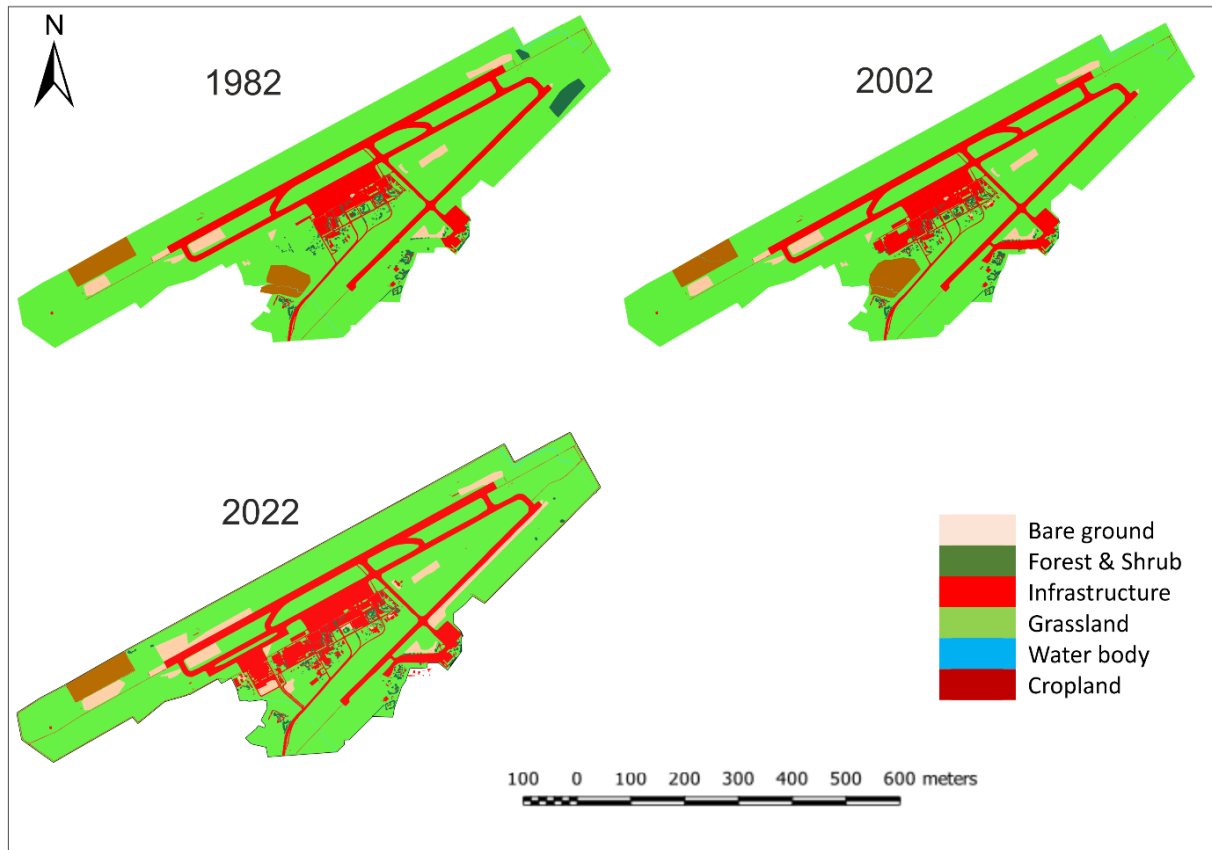 N
1982
2002
2022
Bare ground
Forest & Shrub
Infrastructure
Grassland
Water body
Cropland
100 0 100 200 300 400 500 600 meters